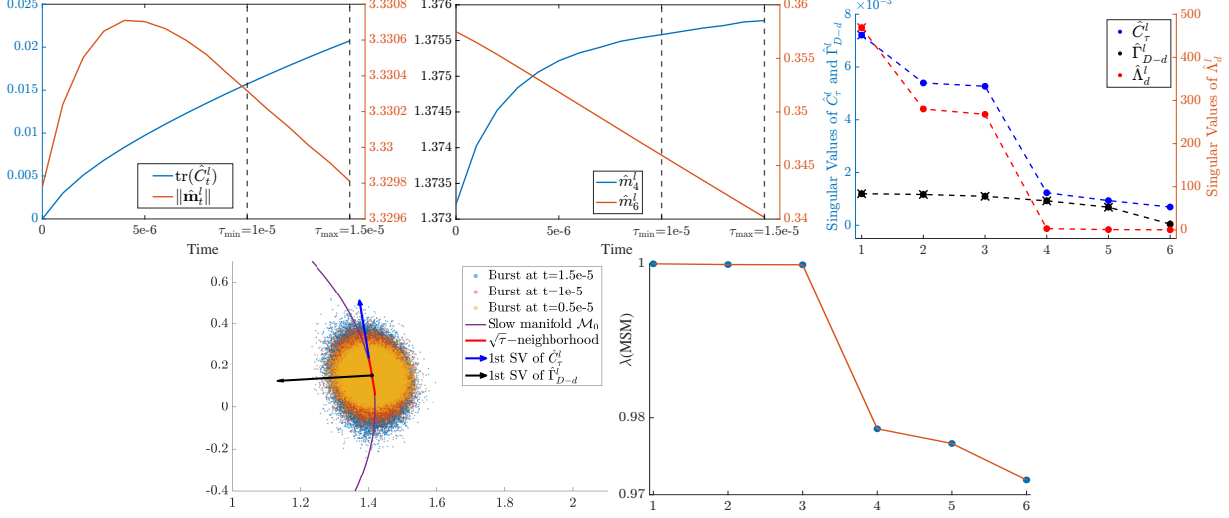 0.025
0.02
0.015
0.01
0.005
0
3.3308
3.3306
3.3304
3.3302
3.33
3.3298
3.3296
tr(Ĉ_t^l)
‖m̂_t^l‖
0
5e-6
τ_min=1e-5
τ_max=1.5e-5
Time
1.376
1.3755
1.375
1.3745
1.374
1.3735
1.373
0.36
0.355
0.35
0.345
0.34
m̂_4^l
m̂_6^l
0
5e-6
τ_min=1e-5
τ_max=1.5e-5
Time
×10^{-3}
8
6
4
2
0
Singular Values of Ĉ_τ^l and Γ̂_{D-d}^l
500
400
300
200
100
0
Singular Values of Λ̂_d^l
Ĉ_τ^l
Γ̂_{D-d}^l
Λ̂_d^l
1 2 3 4 5 6
0.6
0.4
0.2
0
-0.2
-0.4
1 1.2 1.4 1.6 1.8 2
Burst at t=1.5e-5
Burst at t=1e-5
Burst at t=0.5e-5
Slow manifold ℳ_0
√τ−neighborhood
1st SV of Ĉ_τ^l
1st SV of Γ̂_{D-d}^l
λ(MSM)
1
0.98
0.97
1 2 3 4 5 6